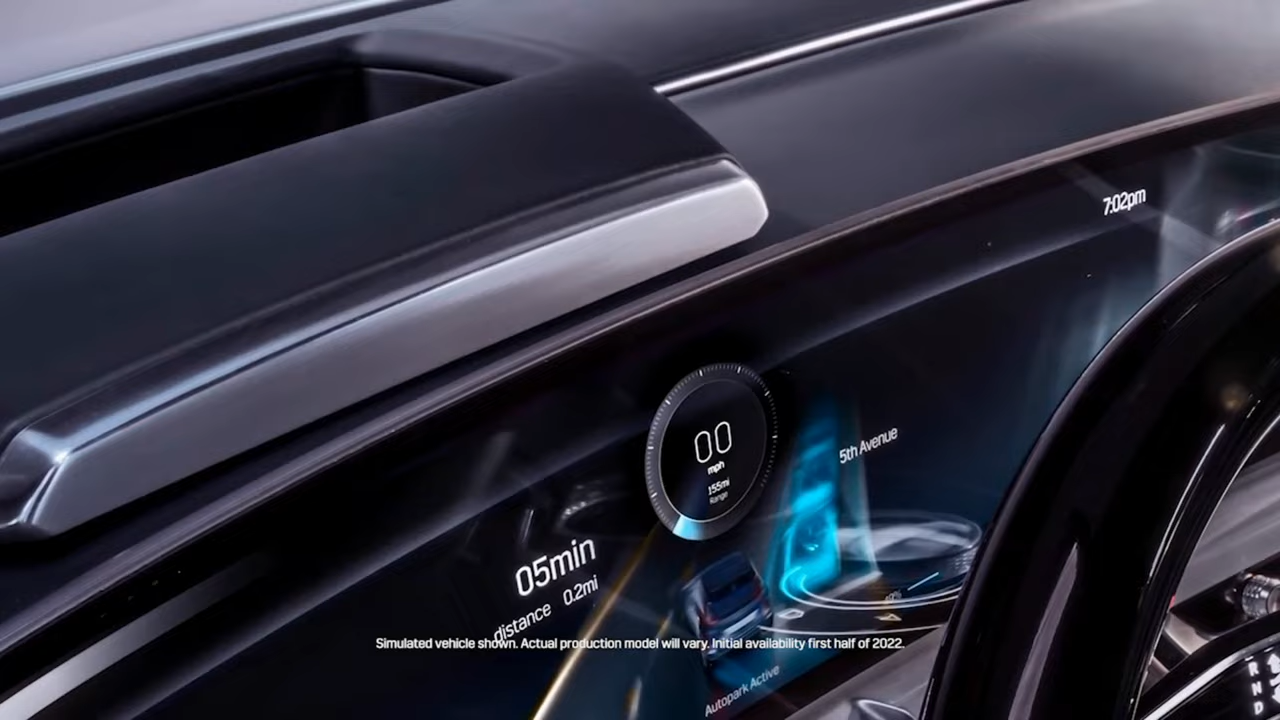 7:02pm
00
mph
155mi
Range
5th Avenue
05min
distance 0.2mi
Simulated vehicle shown. Actual production model will vary. Initial availability first half of 2022.
Autopark Active
R
N
D